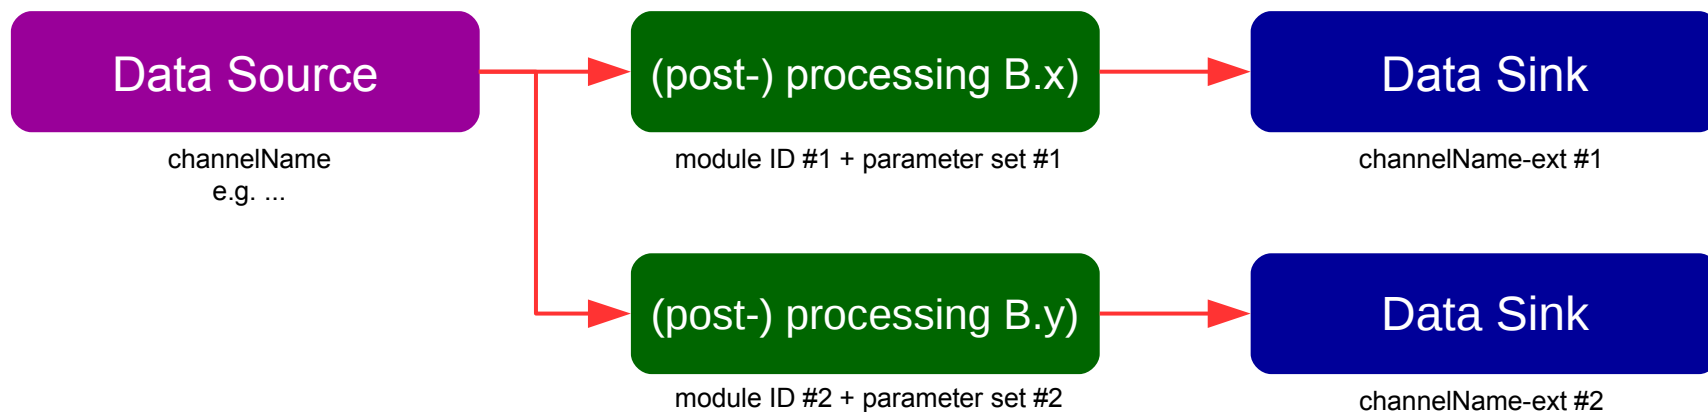 Data Source
(post-) processing B.x)
Data Sink
channelName
e.g. ...
module ID #1 + parameter set #1
channelName-ext #1
(post-) processing B.y)
Data Sink
module ID #2 + parameter set #2
channelName-ext #2